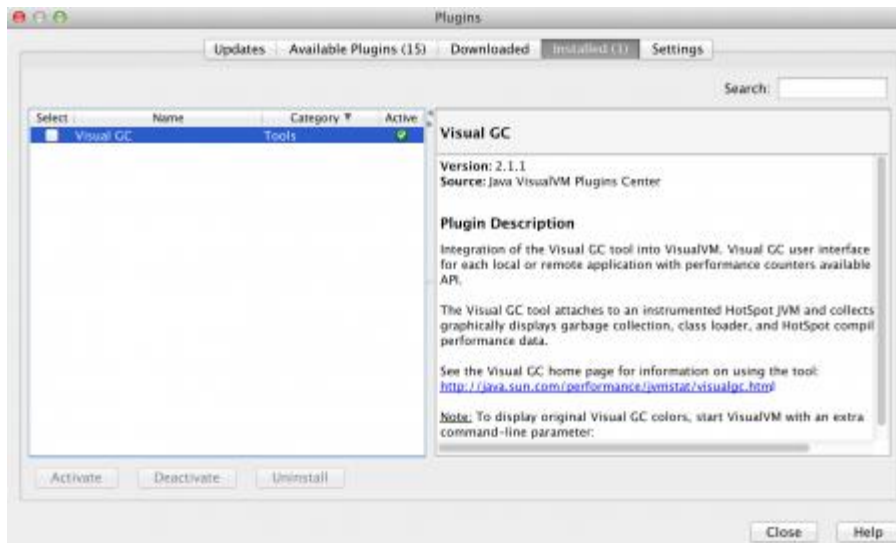 Plugins
Updates Available Plugins (15) Downloaded Installed (1) Settings
Search:
Select Name Category Active
Visual GC Tools
Visual GC
Version: 2.1.1
Source: Java VisualVM Plugins Center
Plugin Description
Integration of the Visual GC tool into VisualVM. Visual GC user interface
for each local or remote application with performance counters available
API.
The Visual GC tool attaches to an instrumented HotSpot JVM and collects
graphically displays garbage collection, class loader, and HotSpot compil
performance data.
See the Visual GC home page for information on using the tool:
http://java.sun.com/performance/jvmstat/visualgc.html
Note: To display original Visual GC colors, start VisualVM with an extra
command-line parameter:
Activate Deactivate Uninstall
Close Help